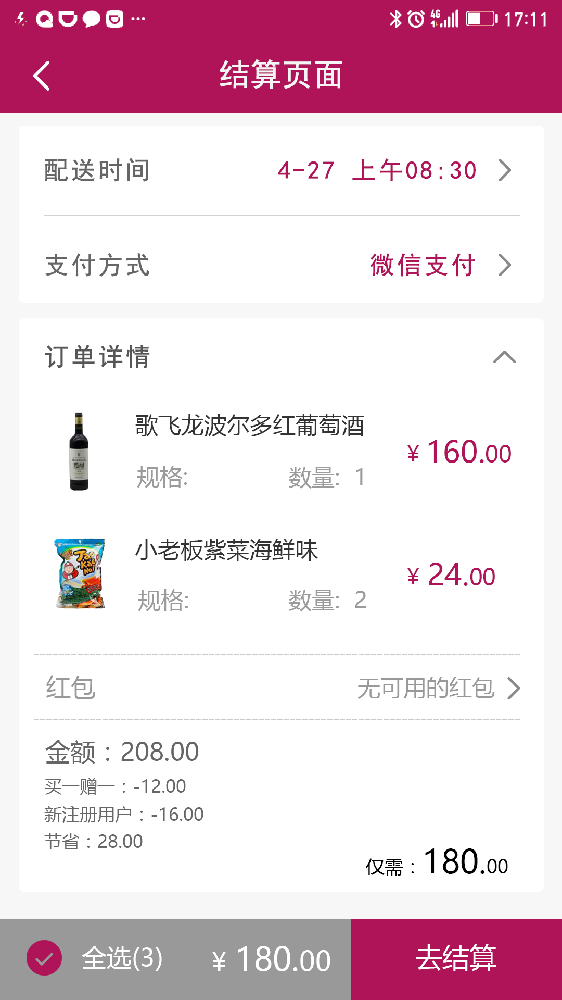 4G
1
17:11
结算页面
配送时间 4-27 上午08:30
支付方式 微信支付
订单详情
歌飞龙波尔多红葡萄酒
¥ 160.00
规格: 数量: 1
小老板紫菜海鲜味
¥ 24.00
规格: 数量: 2
TaoKaeNoi
红包 无可用的红包
金额：208.00
买一赠一：-12.00
新注册用户：-16.00
节省：28.00
仅需：180.00
全选(3) ¥ 180.00 去结算